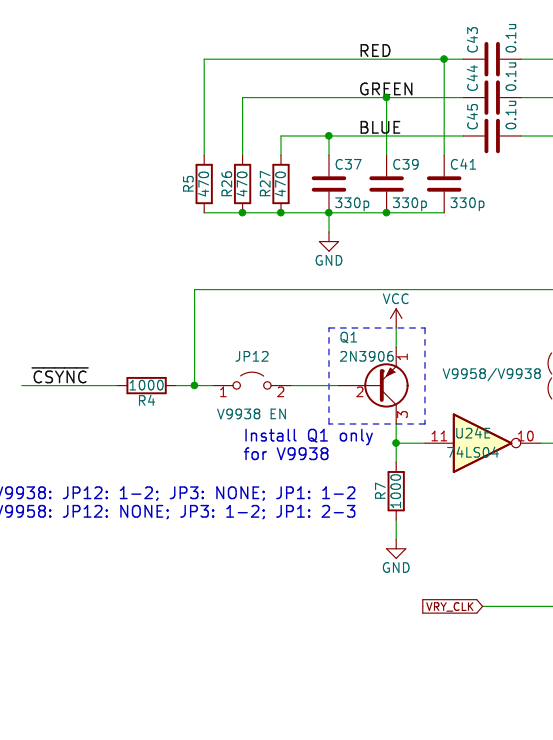 RED
C43
0.1u
GREEN
C44
0.1u
BLUE
C45
0.1u
R5
470
R26
470
R27
470
C37
330p
C39
330p
C41
330p
GND
VCC
Q1
2N3906
1
2
3
CSYNC
1000
R4
JP12
1
2
V9938 EN
V9958/V9938
Install Q1 only
for V9938
11
U24E
74LS04
10
V9938: JP12: 1-2; JP3: NONE; JP1: 1-2
V9958: JP12: NONE; JP3: 1-2; JP1: 2-3
R7
1000
GND
VRY_CLK